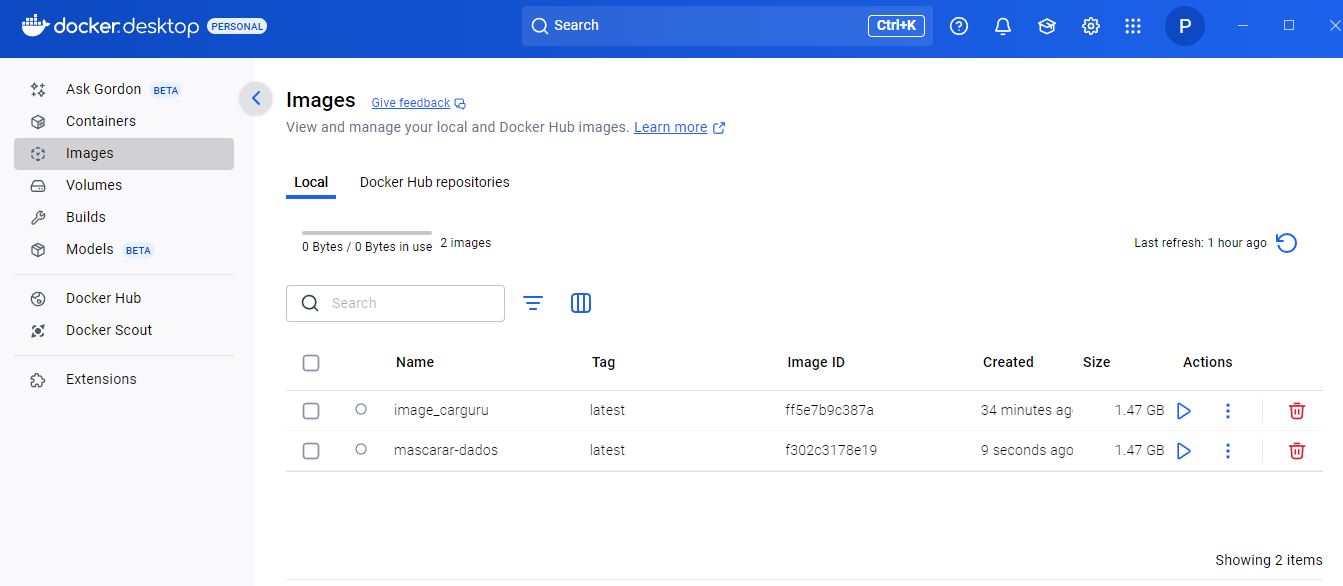 docker.desktop PERSONAL Search Ctrl+K P
Ask Gordon BETA
Containers
Images
Volumes
Builds
Models BETA
Docker Hub
Docker Scout
Extensions
Images Give feedback
View and manage your local and Docker Hub images. Learn more
Local Docker Hub repositories
0 Bytes / 0 Bytes in use 2 images Last refresh: 1 hour ago
Search
Name Tag Image ID Created Size Actions
image_carguru latest ff5e7b9c387a 34 minutes ag 1.47 GB
mascarar-dados latest f302c3178e19 9 seconds ago 1.47 GB
Showing 2 items